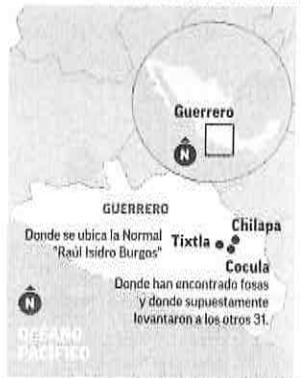 Guerrero
N
GUERRERO
Donde se ubica la Normal
"Raúl Isidro Burgos"
Tixtla
Chilapa
Cocula
Donde han encontrado fosas
y donde supuestamente
levantaron a los otros 31.
N
OCÉANO
PACÍFICO